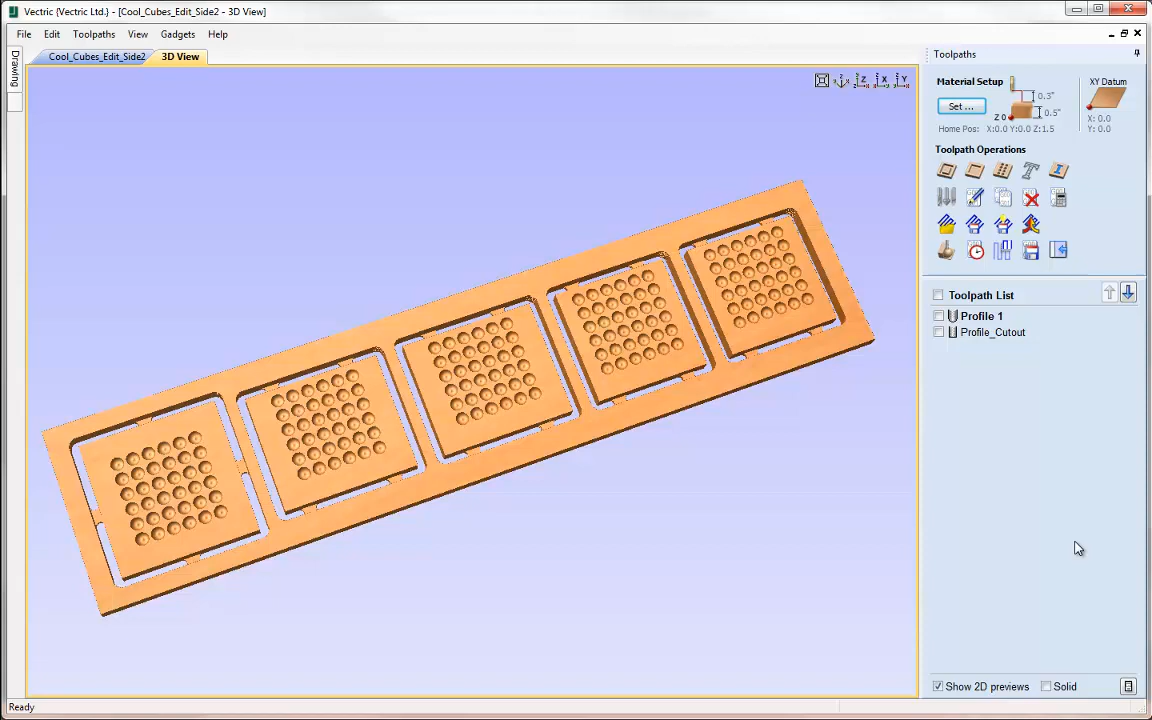 Vectric {Vectric Ltd.} - [Cool_Cubes_Edit_Side2 - 3D View]
File Edit Toolpaths View Gadgets Help
Cool_Cubes_Edit_Side2 3D View
Drawing
Z X Y
Toolpaths
Material Setup
XY Datum
Set ...
0.3"
0.5"
Z 0
X: 0.0
Y: 0.0
Home Pos: X:0.0 Y:0.0 Z:1.5
Toolpath Operations
Toolpath List
Profile 1
Profile_Cutout
Show 2D previews Solid
Ready